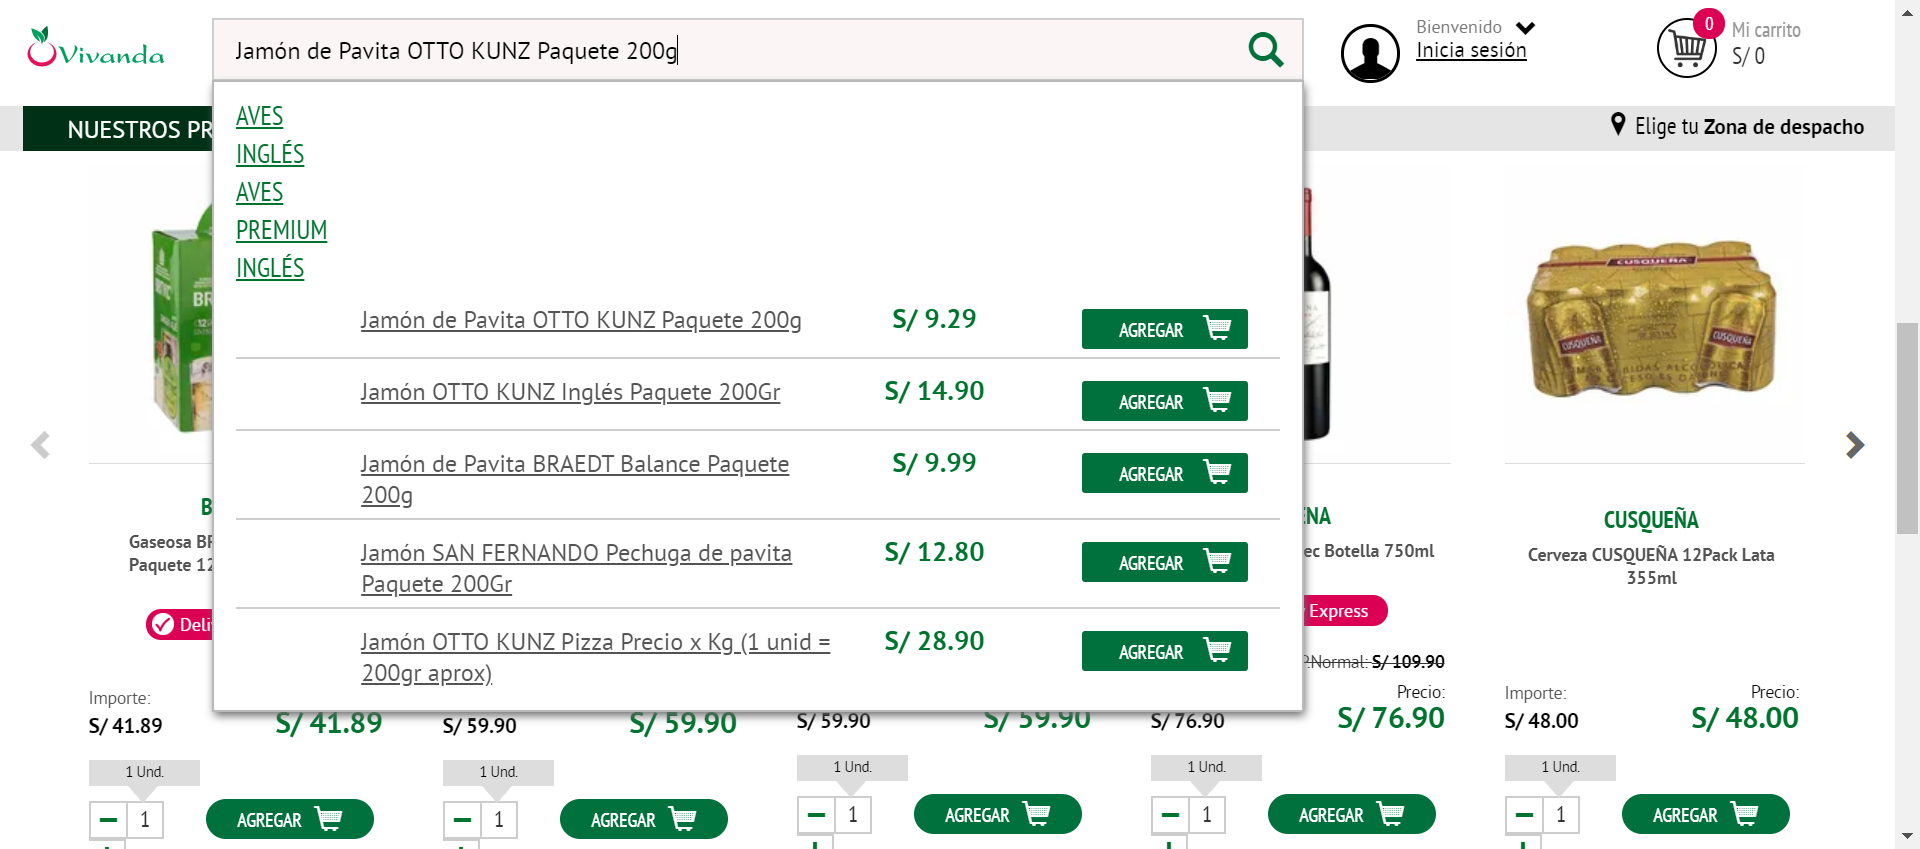 Vivanda
Jamón de Pavita OTTO KUNZ Paquete 200g
Bienvenido
Inicia sesión
0
Mi carrito
S/ 0
NUESTROS PR
Elige tu Zona de despacho
AVES
INGLÉS
AVES
PREMIUM
INGLÉS
Jamón de Pavita OTTO KUNZ Paquete 200g S/ 9.29 AGREGAR
Jamón OTTO KUNZ Inglés Paquete 200Gr S/ 14.90 AGREGAR
Jamón de Pavita BRAEDT Balance Paquete S/ 9.99 AGREGAR
200g
Jamón SAN FERNANDO Pechuga de pavita S/ 12.80 AGREGAR
Paquete 200Gr
Jamón OTTO KUNZ Pizza Precio x Kg (1 unid = S/ 28.90 AGREGAR
200gr aprox)
BR
B
Gaseosa BR
Paquete 12
Deli
Importe:
S/ 41.89 S/ 41.89
1 Und.
1 AGREGAR
S/ 59.90 S/ 59.90
1 Und.
1 AGREGAR
S/ 59.90 S/ 59.90
1 Und.
1 AGREGAR
ENA
ec Botella 750ml
Express
P.Normal: S/ 109.90
Precio:
S/ 76.90 S/ 76.90
1 Und.
1 AGREGAR
CUSQUEÑA
CUSQUEÑA CUSQUEÑA
CUSQUEÑA
Cerveza CUSQUEÑA 12Pack Lata
355ml
Importe: Precio:
S/ 48.00 S/ 48.00
1 Und.
1 AGREGAR